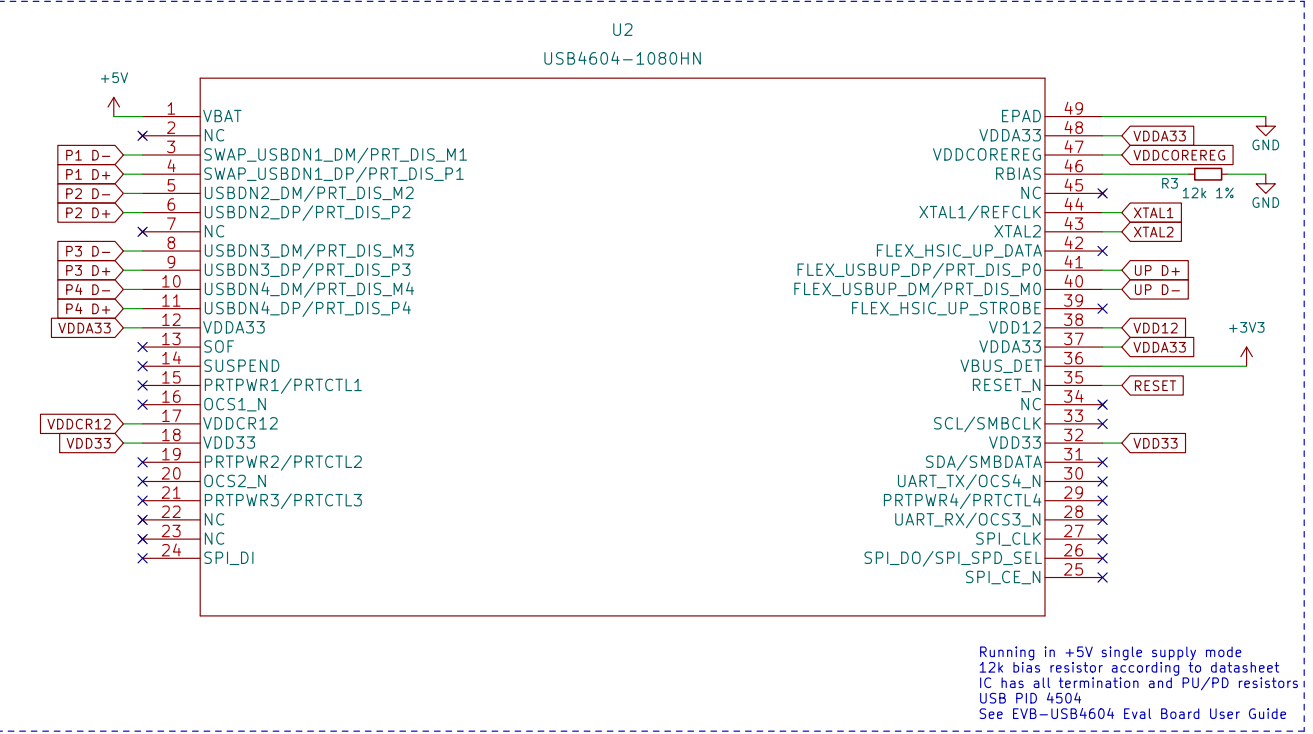 U2
USB4604-1080HN
+5V
1 VBAT
2 NC
P1 D- 3 SWAP_USBDN1_DM/PRT_DIS_M1
P1 D+ 4 SWAP_USBDN1_DP/PRT_DIS_P1
P2 D- 5 USBDN2_DM/PRT_DIS_M2
P2 D+ 6 USBDN2_DP/PRT_DIS_P2
7 NC
P3 D- 8 USBDN3_DM/PRT_DIS_M3
P3 D+ 9 USBDN3_DP/PRT_DIS_P3
P4 D- 10 USBDN4_DM/PRT_DIS_M4
P4 D+ 11 USBDN4_DP/PRT_DIS_P4
VDDA33 12 VDDA33
13 SOF
14 SUSPEND
15 PRTPWR1/PRTCTL1
16 OCS1_N
VDDCR12 17 VDDCR12
VDD33 18 VDD33
19 PRTPWR2/PRTCTL2
20 OCS2_N
21 PRTPWR3/PRTCTL3
22 NC
23 NC
24 SPI_DI
EPAD 49
GND
VDDA33 48 VDDA33
VDDCOREREG 47 VDDCOREREG
RBIAS 46
R3 12k 1%
GND
NC 45
XTAL1/REFCLK 44 XTAL1
XTAL2 43 XTAL2
FLEX_HSIC_UP_DATA 42
FLEX_USBUP_DP/PRT_DIS_P0 41 UP D+
FLEX_USBUP_DM/PRT_DIS_M0 40 UP D-
FLEX_HSIC_UP_STROBE 39
VDD12 38 VDD12
+3V3
VDDA33 37 VDDA33
VBUS_DET 36
RESET_N 35 RESET
NC 34
SCL/SMBCLK 33
VDD33 32 VDD33
SDA/SMBDATA 31
UART_TX/OCS4_N 30
PRTPWR4/PRTCTL4 29
UART_RX/OCS3_N 28
SPI_CLK 27
SPI_DO/SPI_SPD_SEL 26
SPI_CE_N 25
Running in +5V single supply mode
12k bias resistor according to datasheet
IC has all termination and PU/PD resistors
USB PID 4504
See EVB-USB4604 Eval Board User Guide